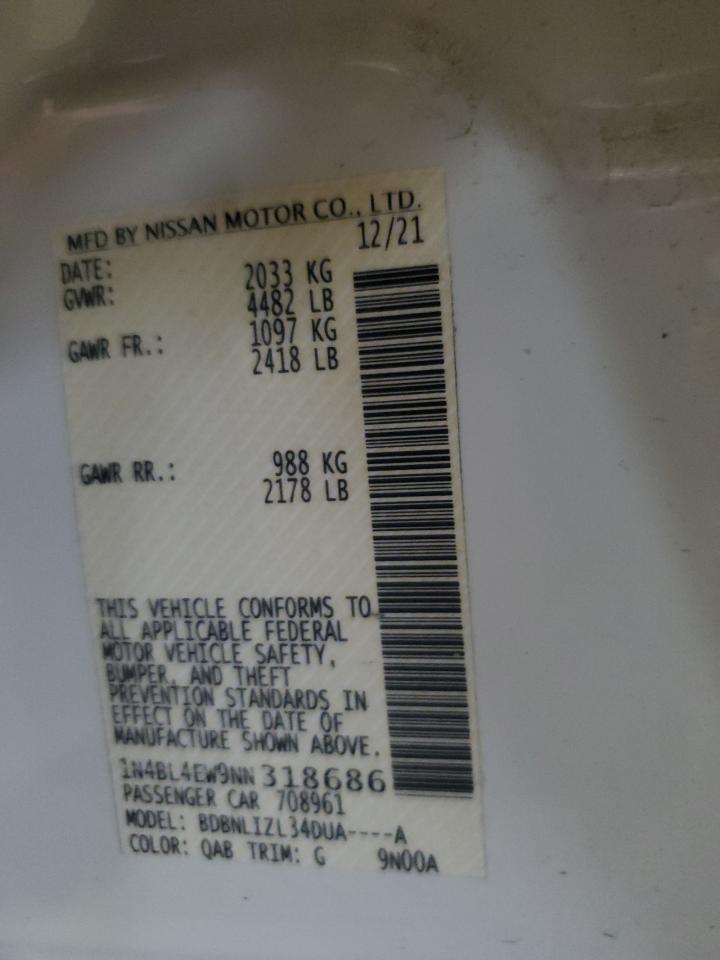 MFD BY NISSAN MOTOR CO., LTD.
DATE: 12/21
GVWR: 2033 KG
4482 LB
GAWR FR.: 1097 KG
2418 LB
GAWR RR.: 988 KG
2178 LB
THIS VEHICLE CONFORMS TO
ALL APPLICABLE FEDERAL
MOTOR VEHICLE SAFETY,
BUMPER, AND THEFT
PREVENTION STANDARDS IN
EFFECT ON THE DATE OF
MANUFACTURE SHOWN ABOVE.
1N4BL4EW9NN318686
PASSENGER CAR 708961
MODEL: BDBNLIZL34DUA----A
COLOR: QAB TRIM: G 9N00A